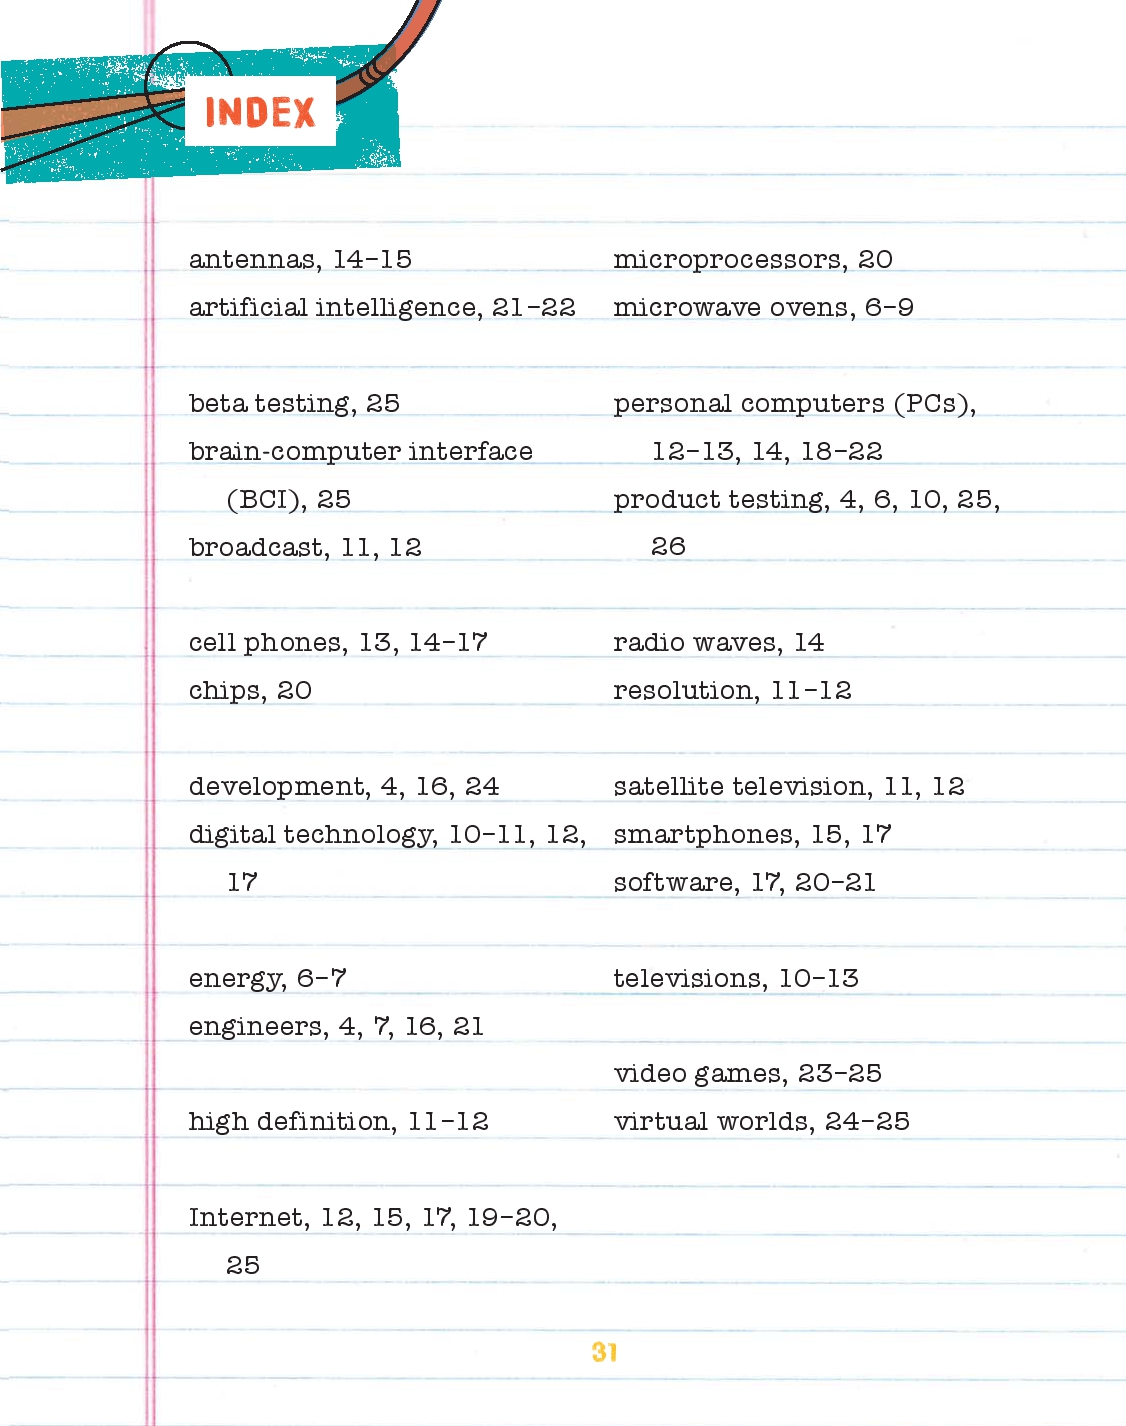 INDEX
antennas, 14–15
artificial intelligence, 21–22
beta testing, 25
brain-computer interface
(BCI), 25
broadcast, 11, 12
cell phones, 13, 14–17
chips, 20
development, 4, 16, 24
digital technology, 10–11, 12,
17
energy, 6–7
engineers, 4, 7, 16, 21
high definition, 11–12
Internet, 12, 15, 17, 19–20,
25
microprocessors, 20
microwave ovens, 6–9
personal computers (PCs),
12–13, 14, 18–22
product testing, 4, 6, 10, 25,
26
radio waves, 14
resolution, 11–12
satellite television, 11, 12
smartphones, 15, 17
software, 17, 20–21
televisions, 10–13
video games, 23–25
virtual worlds, 24–25
31